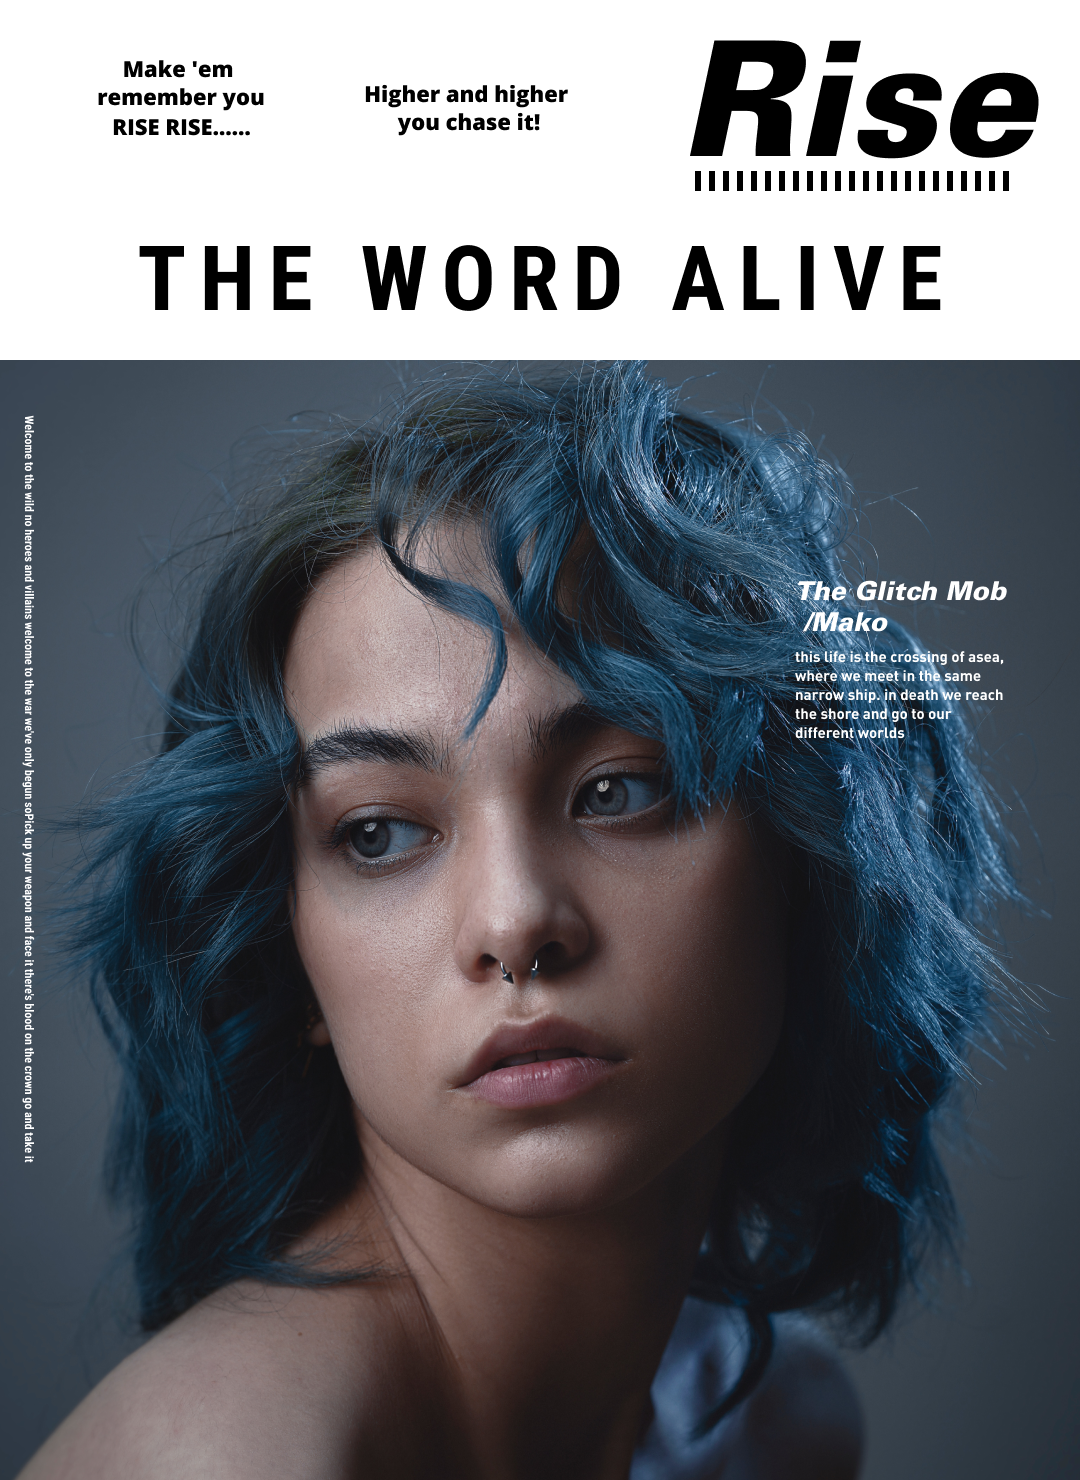 Make 'em
remember you
RISE RISE......
Higher and higher
you chase it!
Rise
THE WORD ALIVE
Welcome to the wild no heroes and villains welcome to the war we've only begun soPick up your weapon and face it there's blood on the crown go and take it
The Glitch Mob
/Mako
this life is the crossing of asea,
where we meet in the same
narrow ship. in death we reach
the shore and go to our
different worlds